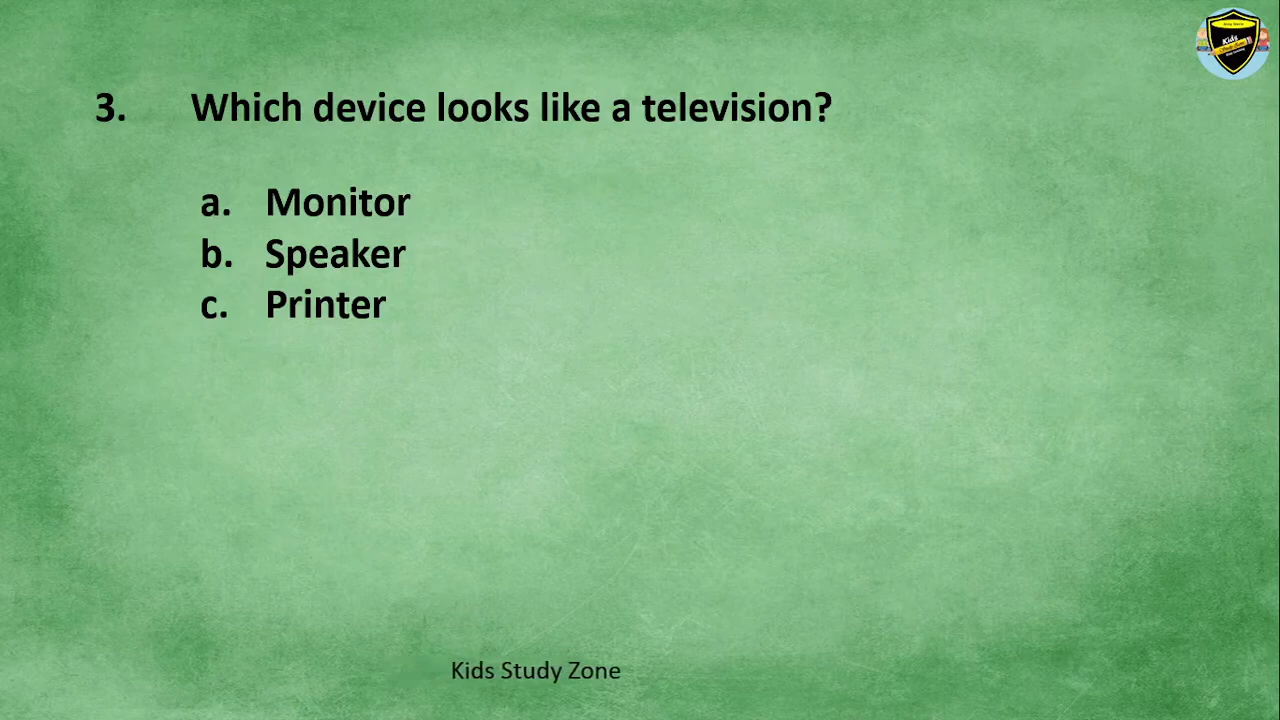 3. Which device looks like a television?
a. Monitor
b. Speaker
c. Printer
Kids Study Zone